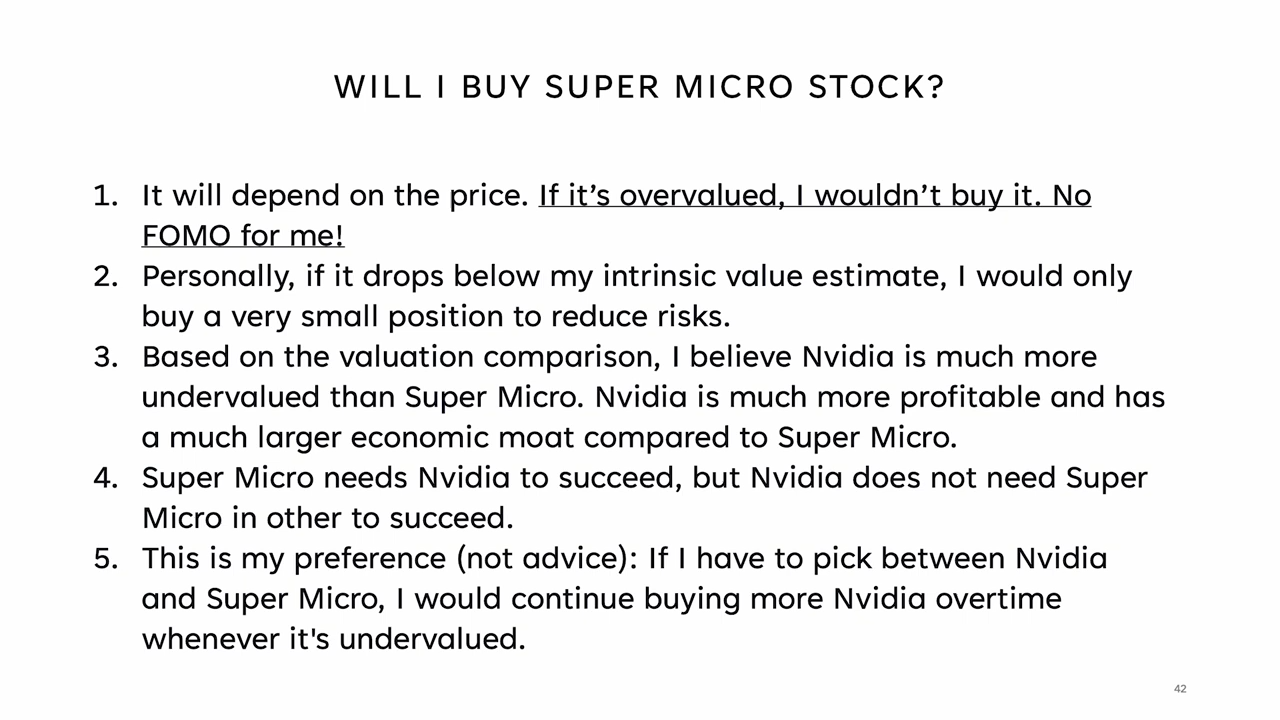 WILL I BUY SUPER MICRO STOCK?
1. It will depend on the price. If it’s overvalued, I wouldn’t buy it. No
FOMO for me!
2. Personally, if it drops below my intrinsic value estimate, I would only
buy a very small position to reduce risks.
3. Based on the valuation comparison, I believe Nvidia is much more
undervalued than Super Micro. Nvidia is much more profitable and has
a much larger economic moat compared to Super Micro.
4. Super Micro needs Nvidia to succeed, but Nvidia does not need Super
Micro in other to succeed.
5. This is my preference (not advice): If I have to pick between Nvidia
and Super Micro, I would continue buying more Nvidia overtime
whenever it's undervalued.
42